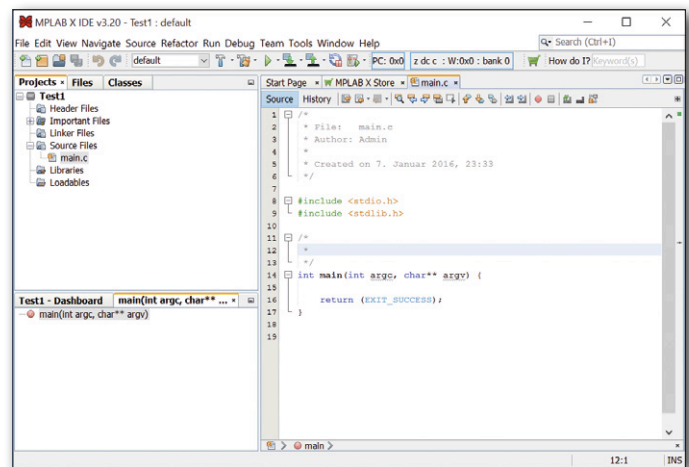 MPLAB X IDE v3.20 - Test1 : default
File Edit View Navigate Source Refactor Run Debug Team Tools Window Help
Search (Ctrl+I)
default
PC: 0x0
z dc c : W:0x0 : bank 0
How do I?
Keyword(s)
Projects
Files
Classes
Test1
Header Files
Important Files
Linker Files
Source Files
main.c
Libraries
Loadables
Test1 - Dashboard
main(int argc, char** ...
main(int argc, char** argv)
Start Page
MPLAB X Store
main.c
Source
History
1 /*
2 * File: main.c
3 * Author: Admin
4 *
5 * Created on 7. Januar 2016, 23:33
6 */
7
8 #include <stdio.h>
9 #include <stdlib.h>
10
11 /*
12 *
13 */
14 int main(int argc, char** argv) {
15
16 return (EXIT_SUCCESS);
17 }
18
19
main
12:1
INS